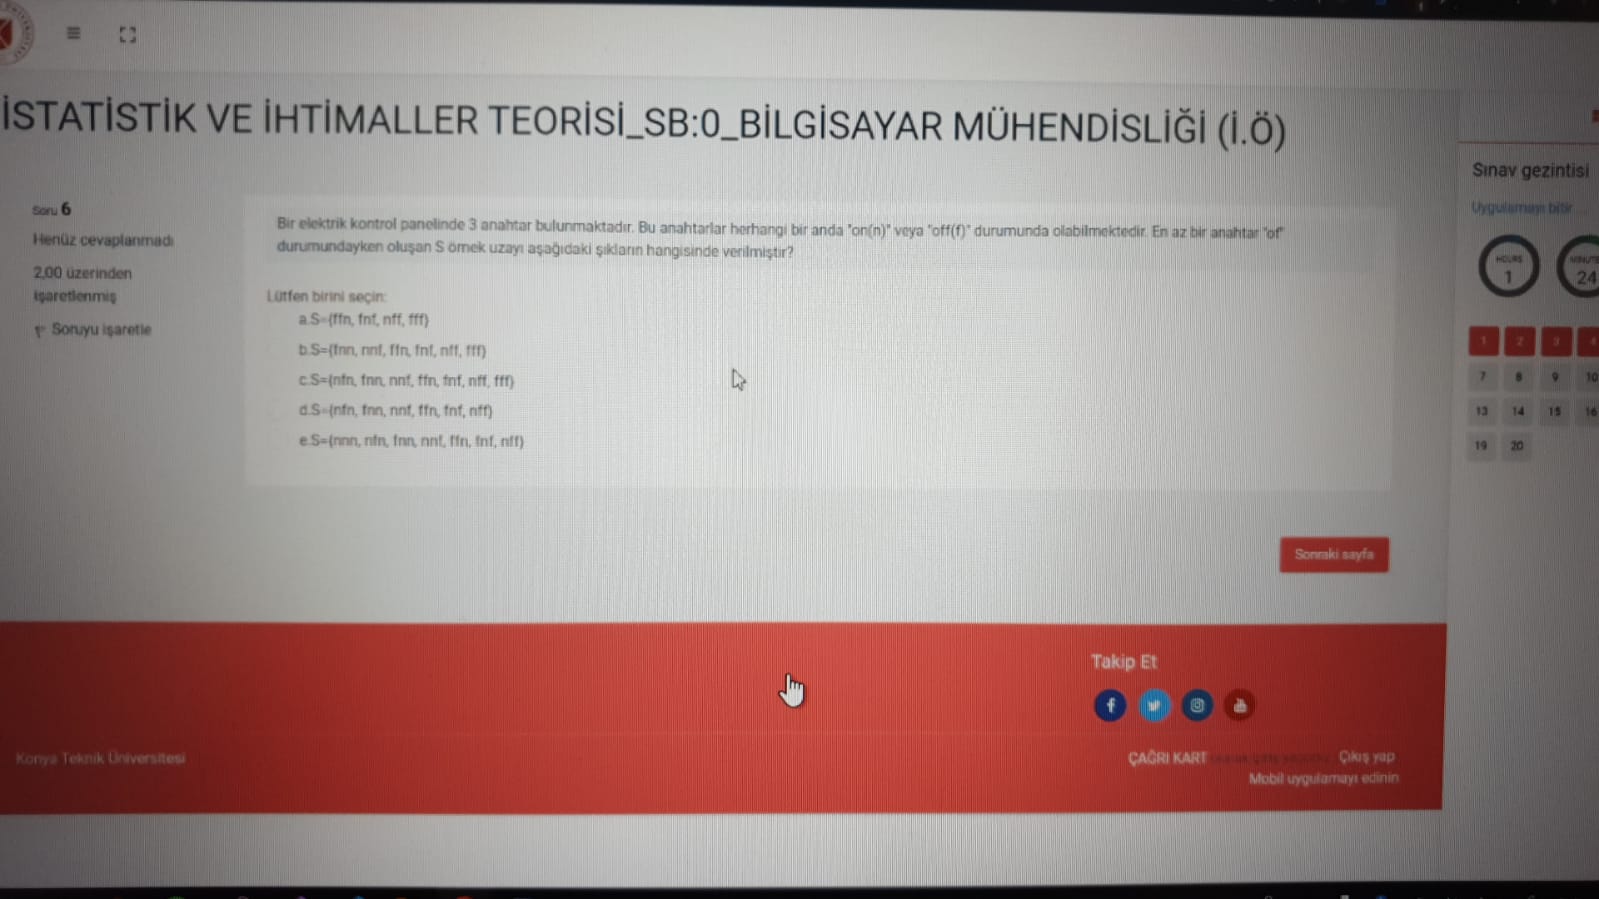 İSTATİSTİK VE İHTİMALLER TEORİSİ_SB:0_BİLGİSAYAR MÜHENDİSLİĞİ (İ.Ö)
Soru 6
Henüz cevaplanmadı
2,00 üzerinden
işaretlenmiş
Soruyu işaretle
Bir elektrik kontrol panelinde 3 anahtar bulunmaktadır. Bu anahtarlar herhangi bir anda "on(n)" veya "off(f)" durumunda olabilmektedir. En az bir anahtar "of"
durumundayken oluşan S örnek uzayı aşağıdaki şıkların hangisinde verilmiştir?
Lütfen birini seçin:
a.S={ffn, fnf, nff, fff}
b.S={fnn, nnf, ffn, fnf, nff, fff}
c.S={nfn, fnn, nnf, ffn, fnf, nff, fff}
d.S={nfn, fnn, nnf, ffn, fnf, nff}
e.S={nnn, nfn, fnn, nnf, ffn, fnf, nff}
Sonraki sayfa
Sınav gezintisi
Uygulamayı bitir
HOURS
1
MINUTE
24
1 2 3 4
7 8 9 10
13 14 15 16
19 20
Takip Et
Konya Teknik Üniversitesi
ÇAĞRI KART
Çıkış yap
Mobil uygulamayı edinin